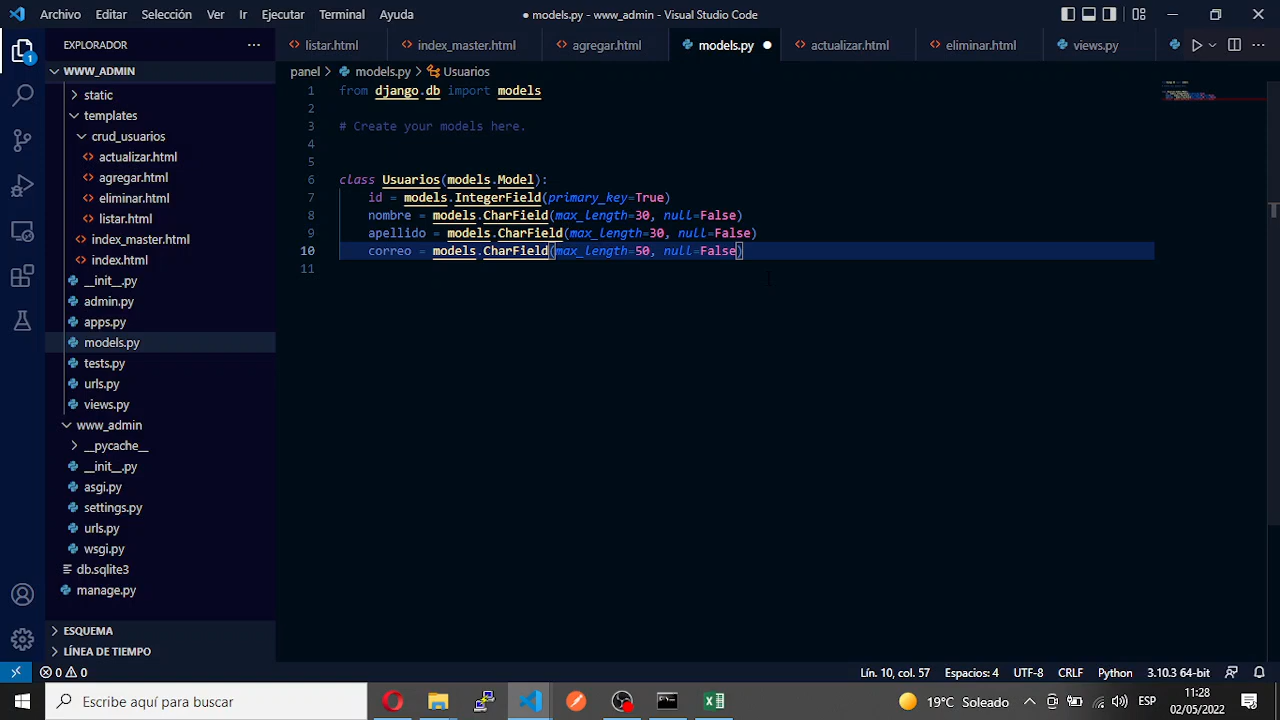 Archivo Editar Selección Ver Ir Ejecutar Terminal Ayuda
● models.py - www_admin - Visual Studio Code
EXPLORADOR
listar.html index_master.html agregar.html models.py actualizar.html eliminar.html views.py
1
WWW_ADMIN
panel > models.py > Usuarios
static
templates
crud_usuarios
actualizar.html
agregar.html
eliminar.html
listar.html
index_master.html
index.html
__init__.py
admin.py
apps.py
models.py
tests.py
urls.py
views.py
www_admin
__pycache__
__init__.py
asgi.py
settings.py
urls.py
wsgi.py
db.sqlite3
manage.py
ESQUEMA
LÍNEA DE TIEMPO
1 from django.db import models
2
3 # Create your models here.
4
5
6 class Usuarios(models.Model):
7 id = models.IntegerField(primary_key=True)
8 nombre = models.CharField(max_length=30, null=False)
9 apellido = models.CharField(max_length=30, null=False)
10 correo = models.CharField(max_length=50, null=False)
11
0 0 Lín. 10, col. 57 Espacios: 4 UTF-8 CRLF Python 3.10.3 64-bit
Escribe aquí para buscar
19°C Soleado
ESP
11:28
02/05/2022